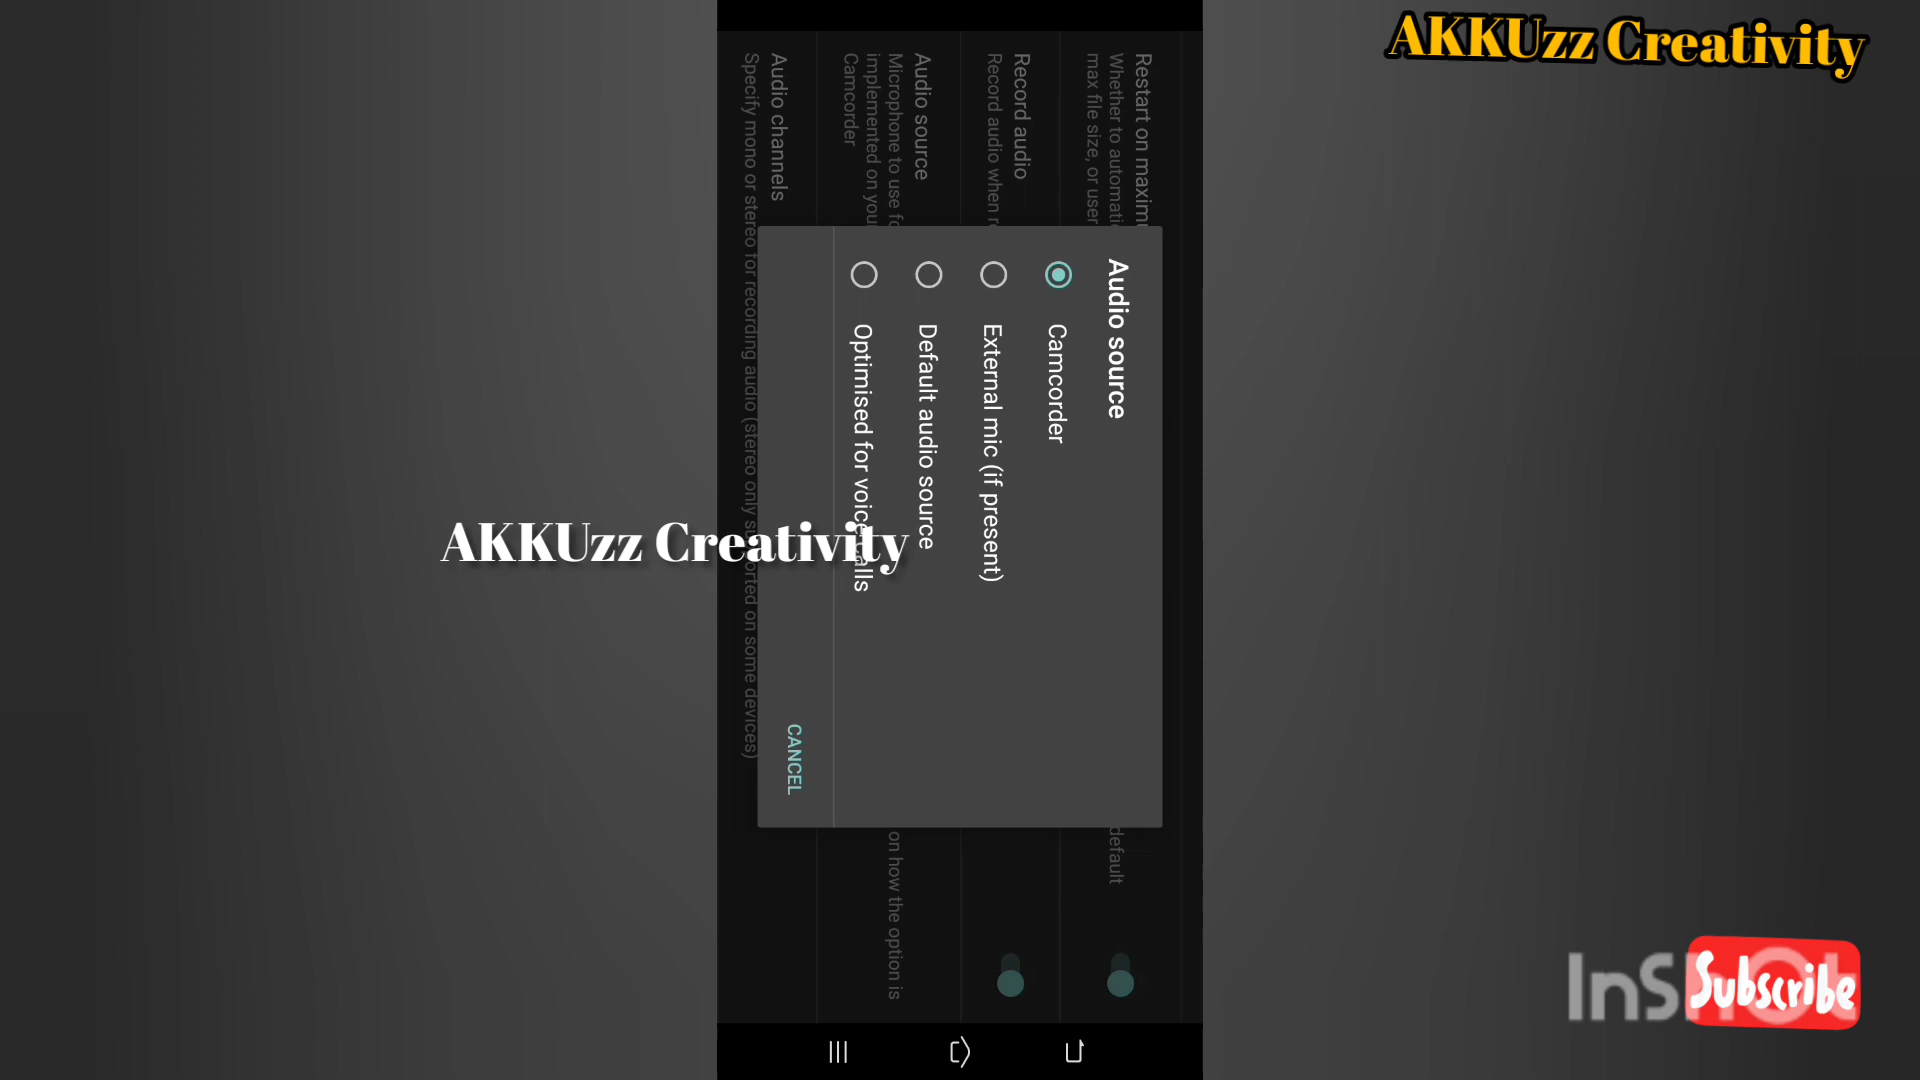 AKKUzz Creativity
Restart on maxim
Whether to automatic
default
max file size, or user
Record audio
Record audio when
Audio source
Microphone to use
on how the option is
implemented on you
Camcorder
Audio channels
Specify mono or stereo for recording audio (stereo only supported on some devices)
Audio source
Camcorder
External mic (if present)
Default audio source
Optimised for voice calls
CANCEL
AKKUzz Creativity
InShOt
Subscribe